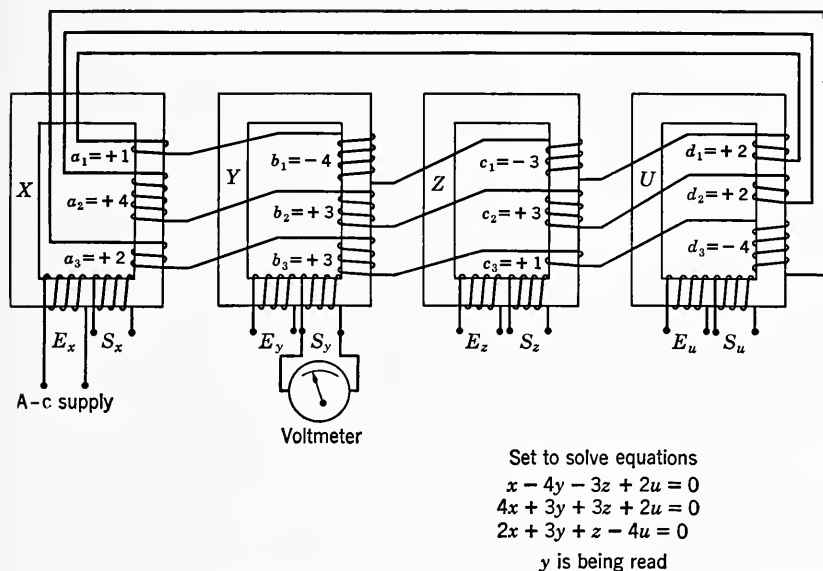 a₁=+1
b₁=−4
c₁=−3
d₁=+2
X
Y
Z
U
a₂=+4
b₂=+3
c₂=+3
d₂=+2
a₃=+2
b₃=+3
c₃=+1
d₃=−4
Eₓ Sₓ
E_y S_y
E_z S_z
E_u S_u
A-c supply
Voltmeter
Set to solve equations
x − 4y − 3z + 2u = 0
4x + 3y + 3z + 2u = 0
2x + 3y + z − 4u = 0
y is being read